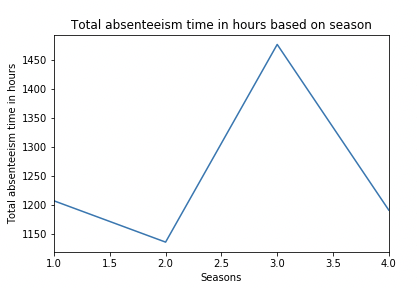 Total absenteeism time in hours based on season
Total absenteeism time in hours
1450
1400
1350
1300
1250
1200
1150
1.0 1.5 2.0 2.5 3.0 3.5 4.0
Seasons